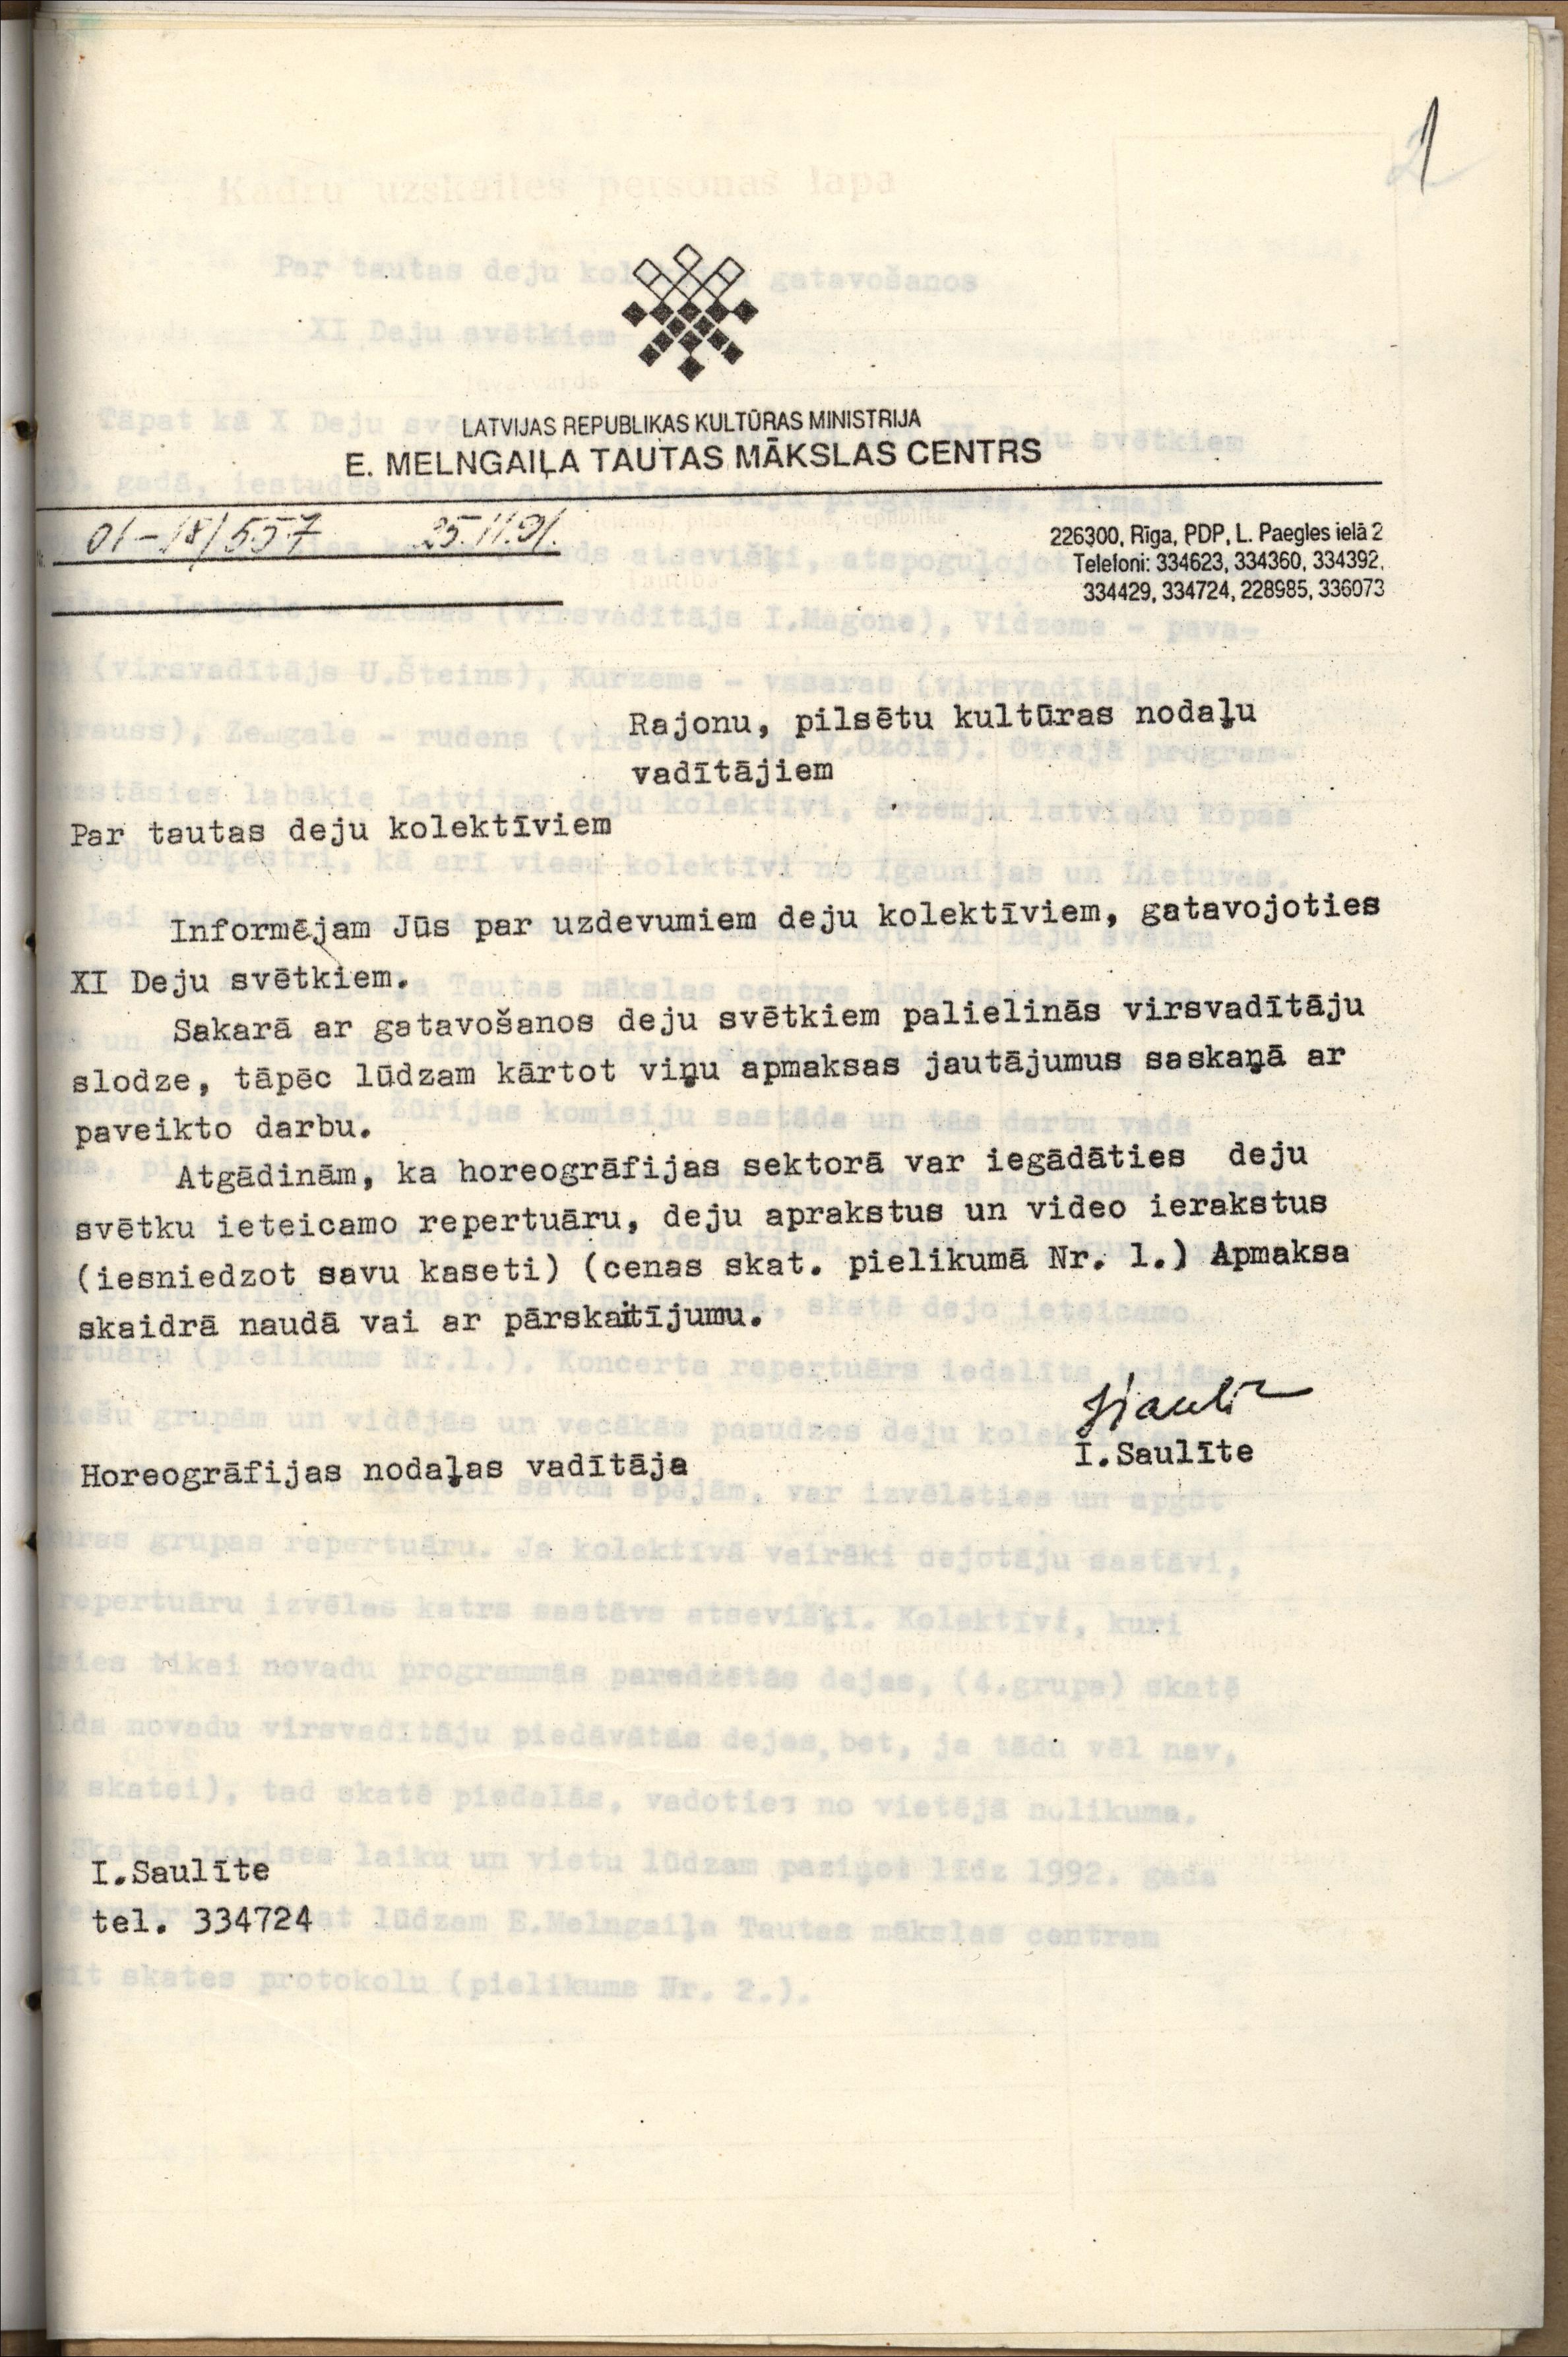 1
LATVIJAS REPUBLIKAS KULTŪRAS MINISTRIJA
E. MELNGAIĻA TAUTAS MĀKSLAS CENTRS
01-18/557 25.11.91.
226300, Rīga, PDP, L. Paegles ielā 2
Telefoni: 334623, 334360, 334392,
334429, 334724, 228985, 336073
Rajonu, pilsētu kultūras nodaļu
vadītājiem
Par tautas deju kolektīviem
Informējam Jūs par uzdevumiem deju kolektīviem, gatavojoties
XI Deju svētkiem.
Sakarā ar gatavošanos deju svētkiem palielinās virsvadītāju
slodze, tāpēc lūdzam kārtot viņu apmaksas jautājumus saskaņā ar
paveikto darbu.
Atgādinām, ka horeogrāfijas sektorā var iegādāties deju
svētku ieteicamo repertuāru, deju aprakstus un video ierakstus
(iesniedzot savu kaseti) (cenas skat. pielikumā Nr. 1.) Apmaksa
skaidrā naudā vai ar pārskaitījumu.
Horeogrāfijas nodaļas vadītāja
I.Saulīte
I.Saulīte
tel. 334724